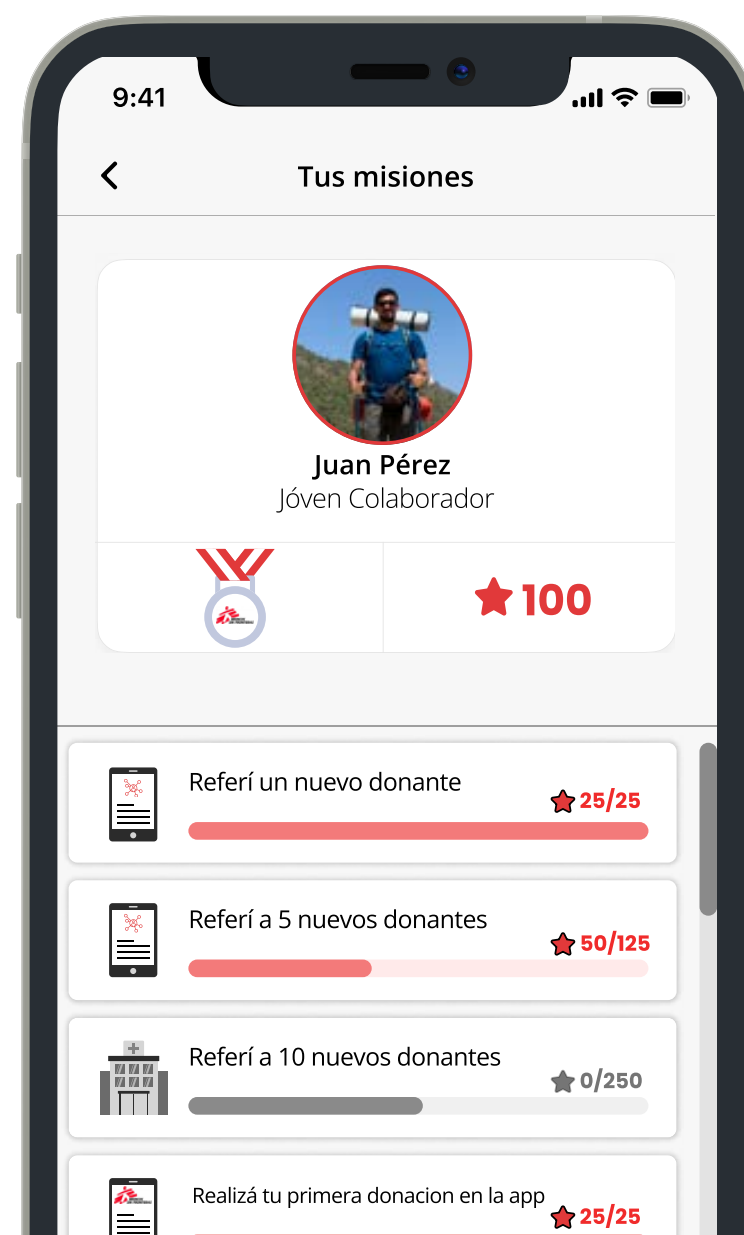 9:41
Tus misiones
Juan Pérez
Jóven Colaborador
100
Referí un nuevo donante
25/25
Referí a 5 nuevos donantes
50/125
Referí a 10 nuevos donantes
0/250
Realizá tu primera donacion en la app
25/25